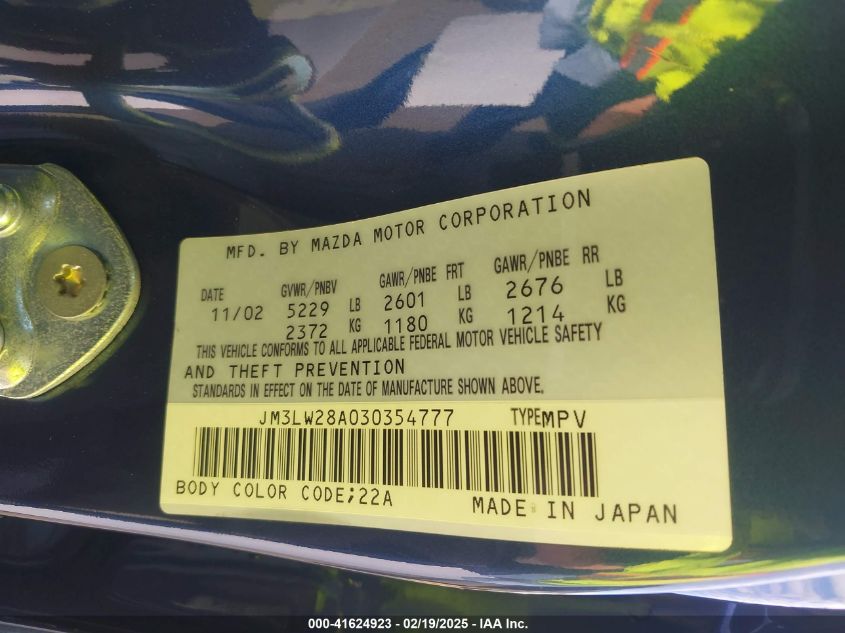 MFD. BY MAZDA MOTOR CORPORATION
DATE GVWR/PNBV GAWR/PNBE FRT GAWR/PNBE RR
11/02 5229 LB 2601 LB 2676 LB
2372 KG 1180 KG 1214 KG
THIS VEHICLE CONFORMS TO ALL APPLICABLE FEDERAL MOTOR VEHICLE SAFETY
AND THEFT PREVENTION
STANDARDS IN EFFECT ON THE DATE OF MANUFACTURE SHOWN ABOVE.
JM3LW28A030354777 TYPE MPV
BODY COLOR CODE;22A MADE IN JAPAN
000-41624923 - 02/19/2025 - IAA Inc.